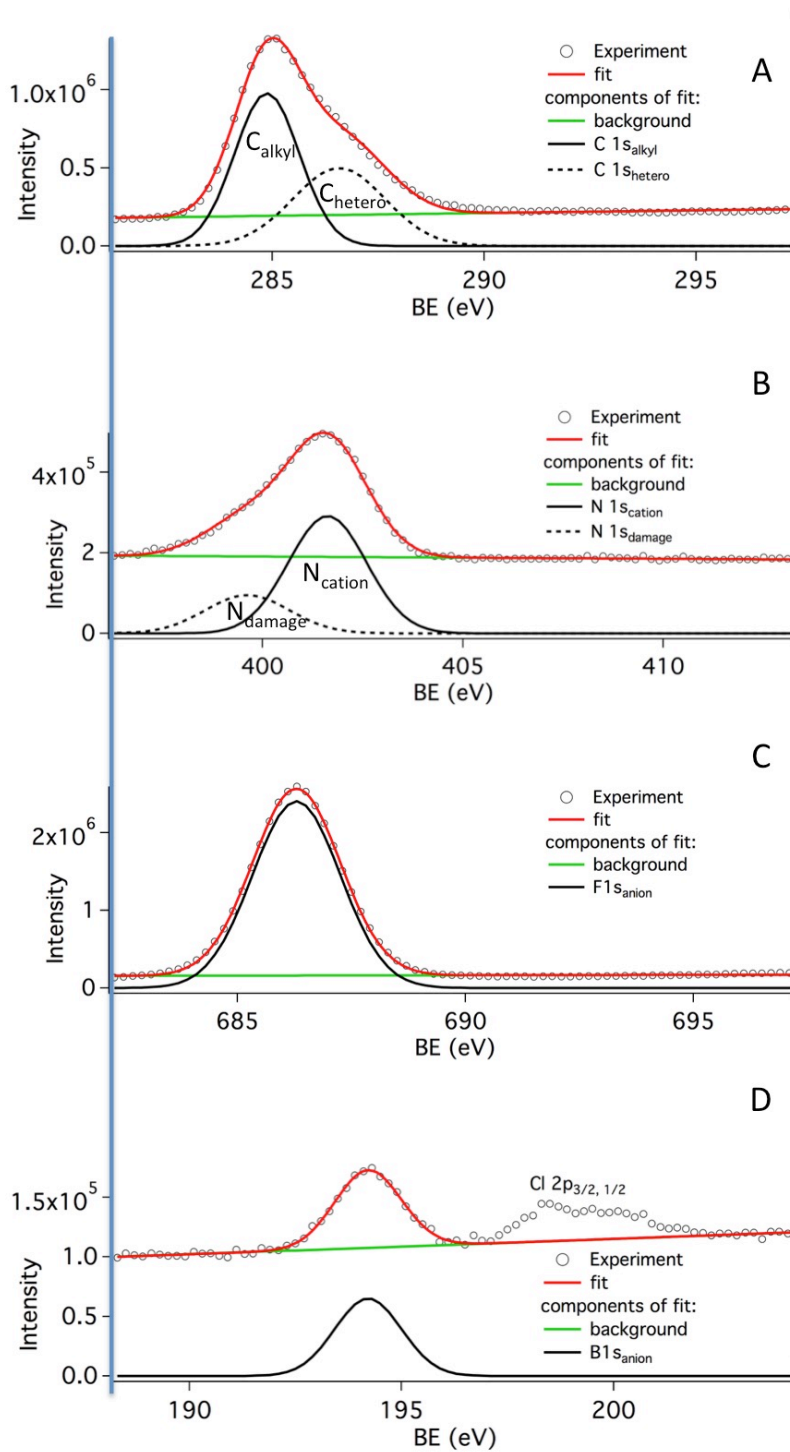 A
Experiment
fit
components of fit:
background
C 1s_alkyl
C 1s_hetero
C_alkyl
C_hetero
1.0x10⁶
0.5
0.0
Intensity
285 290 295
BE (eV)
B
Experiment
fit
components of fit:
background
N 1s_cation
N 1s_damage
N_cation
N_damage
4x10⁵
2
0
Intensity
400 405 410
BE (eV)
C
Experiment
fit
components of fit:
background
F1s_anion
2x10⁶
1
0
Intensity
685 690 695
BE (eV)
D
Cl 2p_3/2, 1/2
Experiment
fit
components of fit:
background
B1s_anion
1.5x10⁵
1.0
0.5
0.0
Intensity
190 195 200
BE (eV)